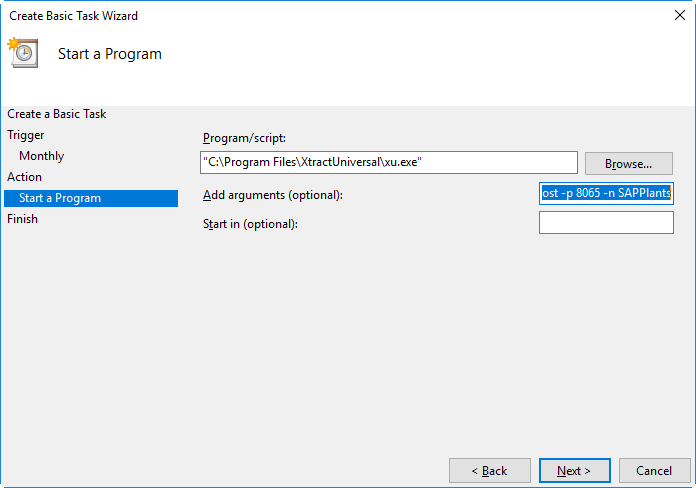 Create Basic Task Wizard
Start a Program
Create a Basic Task
Trigger
Monthly
Action
Start a Program
Finish
Program/script:
"C:\Program Files\XtractUniversal\xu.exe"
Browse...
Add arguments (optional):
ost -p 8065 -n SAPPlants
Start in (optional):
< Back
Next >
Cancel